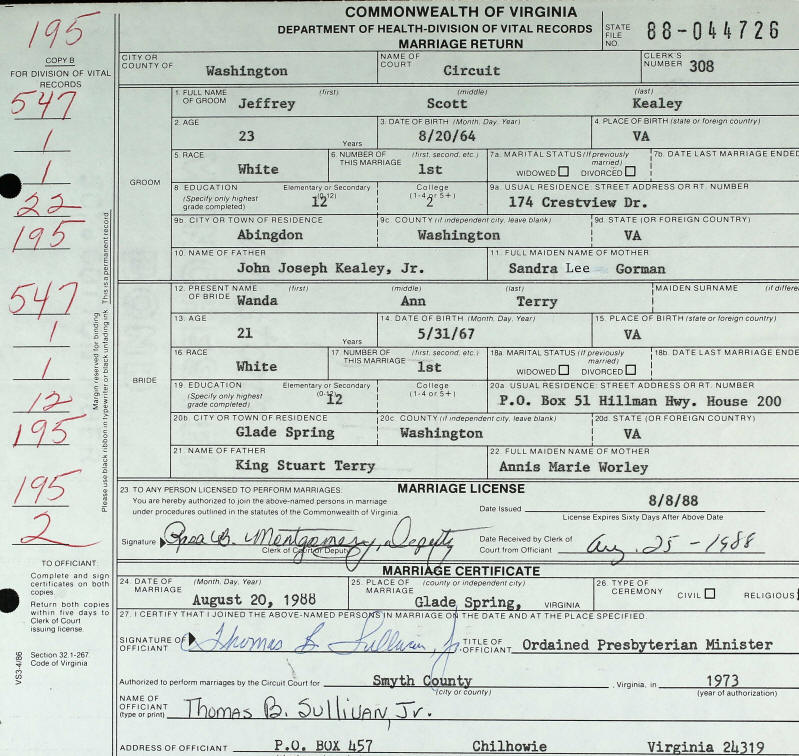 COMMONWEALTH OF VIRGINIA
DEPARTMENT OF HEALTH-DIVISION OF VITAL RECORDS
MARRIAGE RETURN
STATE FILE NO. 88-044726
195
COPY B
FOR DIVISION OF VITAL RECORDS
547
1
1
22
195
547
1
1
12
195
195
2
Margin reserved for binding.
Please use black ribbon in typewriter or black unfading ink. This is a permanent record.
TO OFFICIANT:
Complete and sign
certificates on both
copies.
Return both copies
within five days to
Clerk of Court
issuing license.
Section 32.1-267
Code of Virginia
VS3-4/86
CITY OR COUNTY OF Washington NAME OF COURT Circuit CLERK'S NUMBER 308
GROOM
1. FULL NAME OF GROOM (first) Jeffrey (middle) Scott (last) Kealey
2. AGE 23 Years 3. DATE OF BIRTH (Month, Day, Year) 8/20/64 4. PLACE OF BIRTH (state or foreign country) VA
5. RACE White 6. NUMBER OF THIS MARRIAGE (first, second, etc.) 1st 7a. MARITAL STATUS (If previously married) WIDOWED DIVORCED 7b. DATE LAST MARRIAGE ENDED
8 EDUCATION (Specify only highest grade completed) Elementary or Secondary (0-12) 12 College (1-4 or 5+) 2 9a. USUAL RESIDENCE: STREET ADDRESS OR RT. NUMBER 174 Crestview Dr.
9b. CITY OR TOWN OF RESIDENCE Abingdon 9c COUNTY (if independent city, leave blank) Washington 9d. STATE (OR FOREIGN COUNTRY) VA
10. NAME OF FATHER John Joseph Kealey, Jr. 11. FULL MAIDEN NAME OF MOTHER Sandra Lee Gorman
BRIDE
12. PRESENT NAME OF BRIDE (first) Wanda (middle) Ann (last) Terry MAIDEN SURNAME (if differe
13. AGE 21 Years 14. DATE OF BIRTH (Month, Day, Year) 5/31/67 15. PLACE OF BIRTH (state or foreign country) VA
16. RACE White 17. NUMBER OF THIS MARRIAGE (first, second, etc.) 1st 18a. MARITAL STATUS (If previously married) WIDOWED DIVORCED 18b. DATE LAST MARRIAGE ENDE
19. EDUCATION (Specify only highest grade completed) Elementary or Secondary (0-12) 12 College (1-4 or 5+) 20a. USUAL RESIDENCE: STREET ADDRESS OR RT. NUMBER P.O. Box 51 Hillman Hwy. House 200
20b. CITY OR TOWN OF RESIDENCE Glade Spring 20c COUNTY (if independent city, leave blank) Washington 20d. STATE (OR FOREIGN COUNTRY) VA
21. NAME OF FATHER King Stuart Terry 22. FULL MAIDEN NAME OF MOTHER Annis Marie Worley
MARRIAGE LICENSE
23 TO ANY PERSON LICENSED TO PERFORM MARRIAGES:
You are hereby authorized to join the above-named persons in marriage
under procedures outlined in the statutes of the Commonwealth of Virginia.
Date Issued 8/8/88
License Expires Sixty Days After Above Date
Signature B. Montgomery, Deputy
Clerk of Court or Deputy
Date Received by Clerk of Court from Officiant Aug. 25-1988
MARRIAGE CERTIFICATE
24. DATE OF MARRIAGE (Month, Day, Year) August 20, 1988 25. PLACE OF MARRIAGE (county or independent city) Glade Spring, VIRGINIA 26. TYPE OF CEREMONY CIVIL RELIGIOUS
27. I CERTIFY THAT I JOINED THE ABOVE-NAMED PERSONS IN MARRIAGE ON THE DATE AND AT THE PLACE SPECIFIED.
SIGNATURE OF OFFICIANT Thomas B Sullivan, Jr. TITLE OF OFFICIANT Ordained Presbyterian Minister
Authorized to perform marriages by the Circuit Court for Smyth County (city or county), Virginia, in 1973 (year of authorization)
NAME OF OFFICIANT (type or print) Thomas B. Sullivan, Jr.
ADDRESS OF OFFICIANT P.O. BOX 457 Chilhowie Virginia 24319